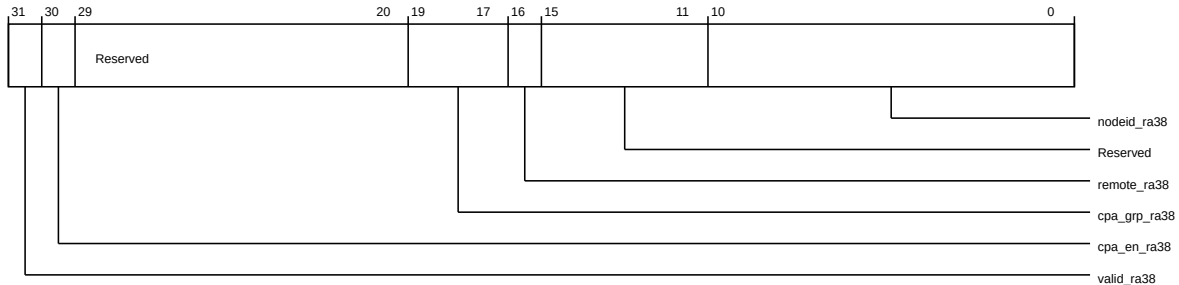 31 30 29 20 19 17 16 15 11 10 0
Reserved
nodeid_ra38
Reserved
remote_ra38
cpa_grp_ra38
cpa_en_ra38
valid_ra38